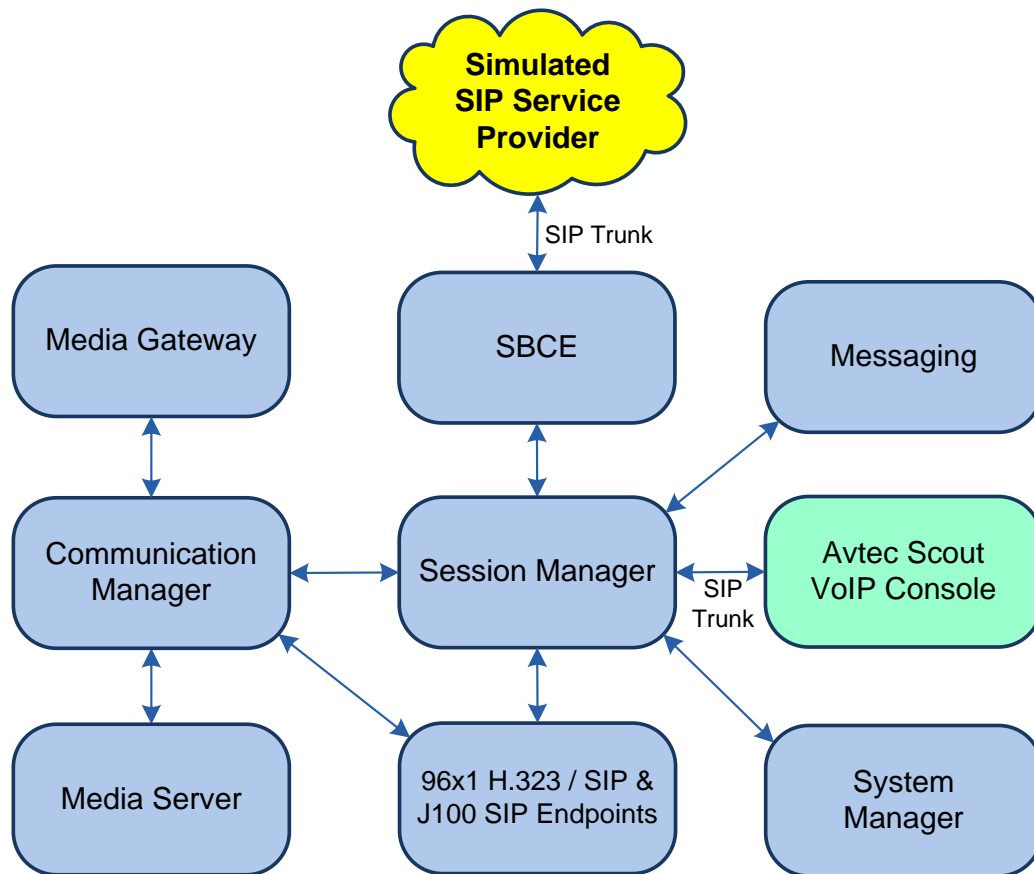 Simulated
SIP Service
Provider
SIP Trunk
Media Gateway
SBCE
Messaging
Communication
Manager
Session Manager
SIP
Trunk
Avtec Scout
VoIP Console
Media Server
96x1 H.323 / SIP &
J100 SIP Endpoints
System
Manager